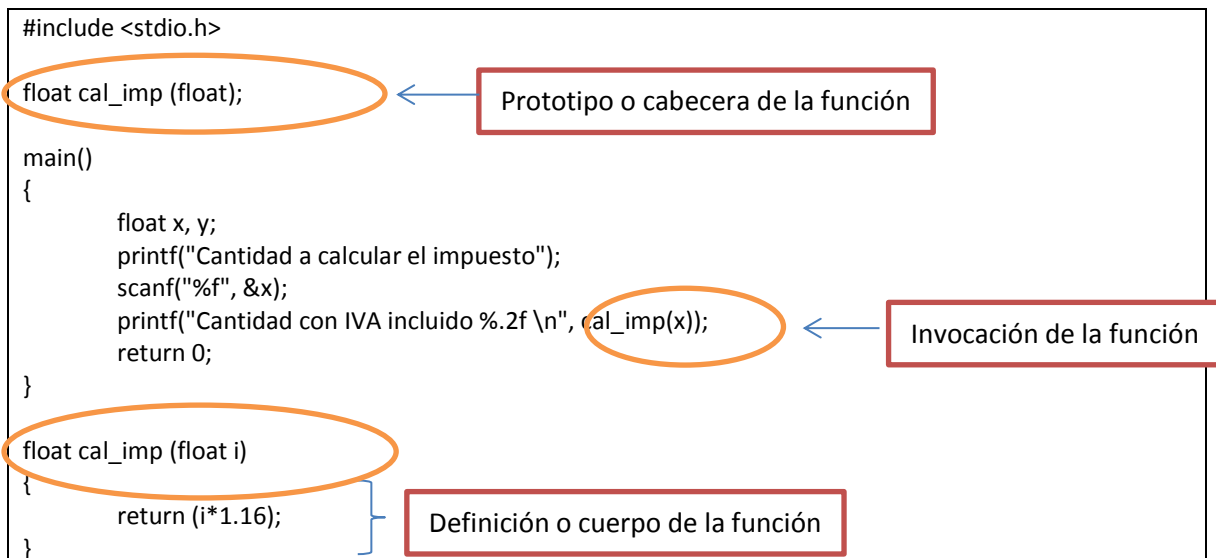 #include <stdio.h>
float cal_imp (float);
Prototipo o cabecera de la función
main()
{
float x, y;
printf("Cantidad a calcular el impuesto");
scanf("%f", &x);
printf("Cantidad con IVA incluido %.2f \n", cal_imp(x));
Invocación de la función
return 0;
}
float cal_imp (float i)
{
return (i*1.16);
Definición o cuerpo de la función
}